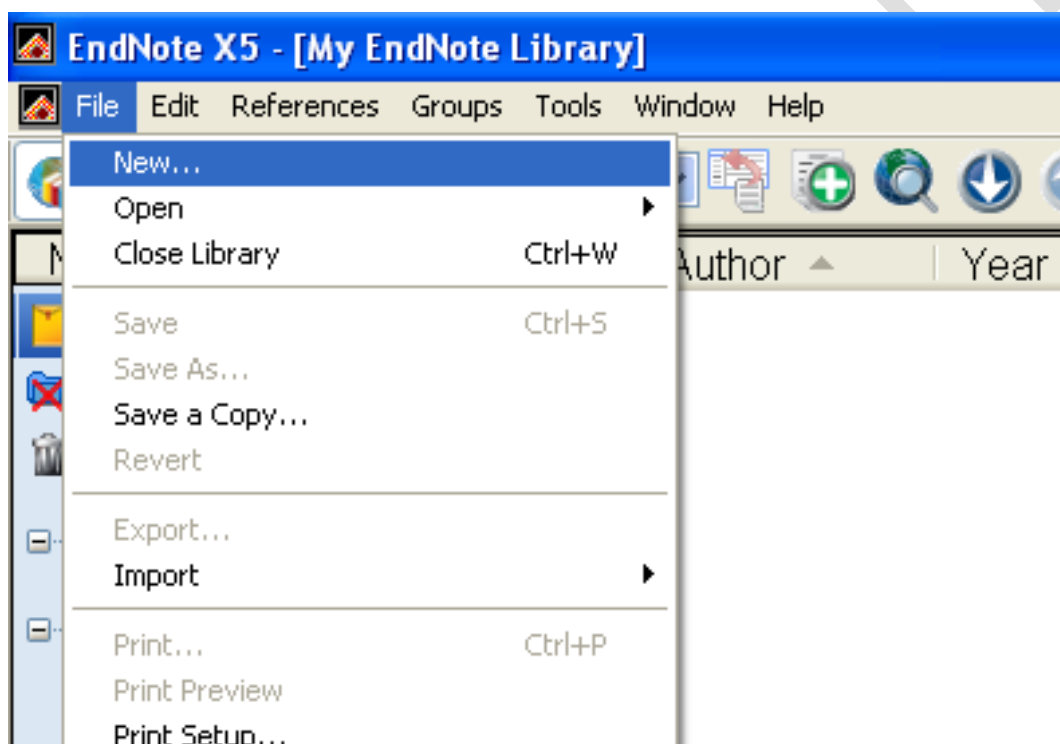 EndNote X5 - [My EndNote Library]
File Edit References Groups Tools Window Help
New...
Open
Close Library Ctrl+W
Author Year
Save Ctrl+S
Save As...
Save a Copy...
Revert
Export...
Import
Print... Ctrl+P
Print Preview
Print Setup...